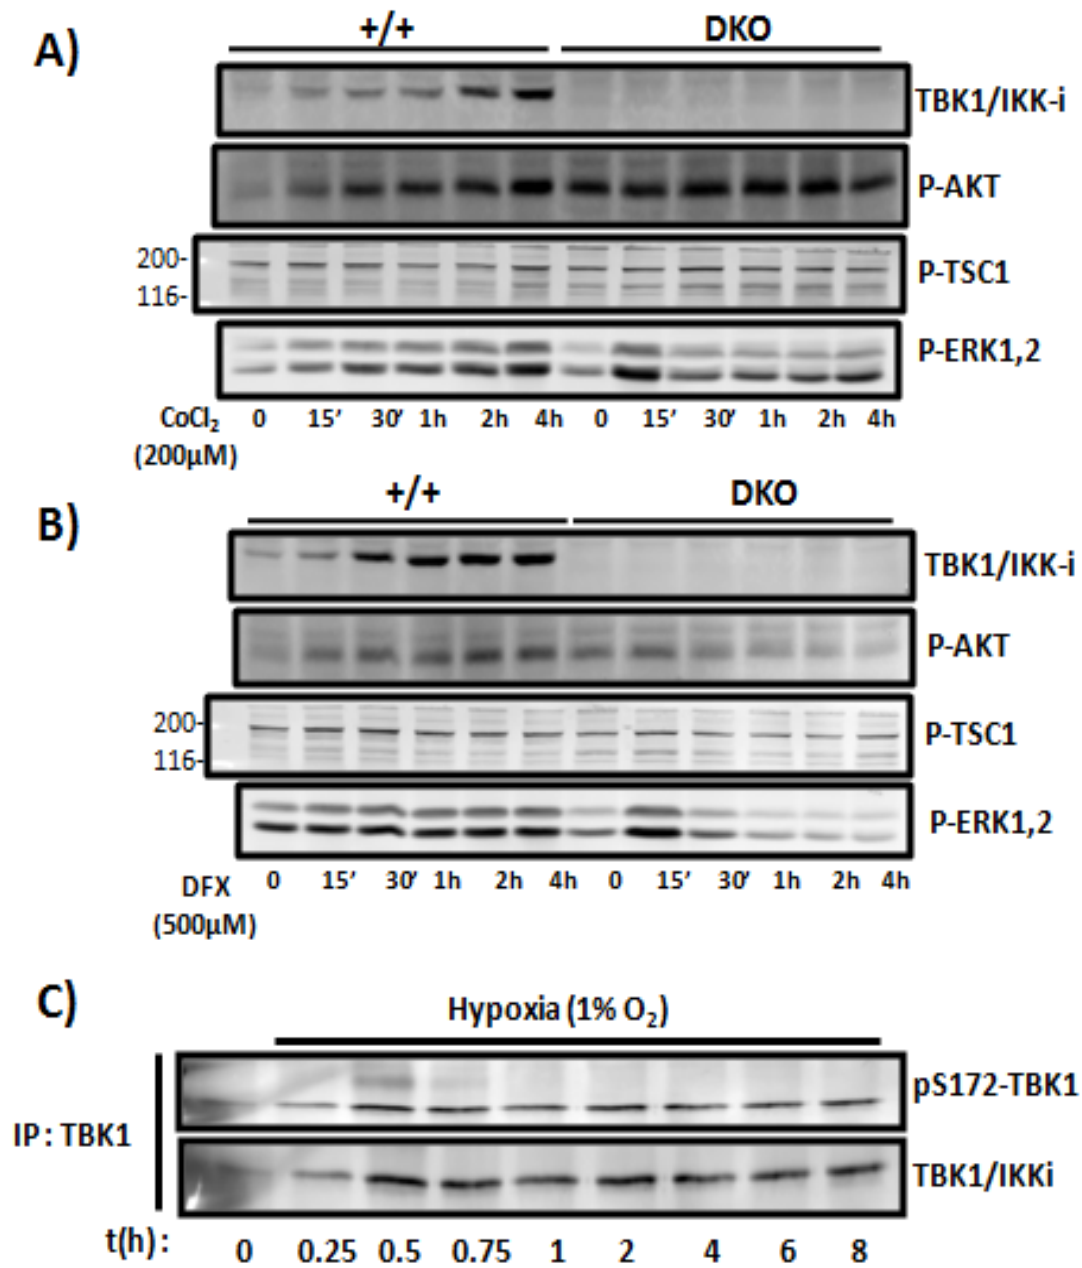 A)
+/+ DKO
TBK1/IKK-i
P-AKT
200-
P-TSC1
116-
P-ERK1,2
CoCl₂ 0 15’ 30’ 1h 2h 4h 0 15’ 30’ 1h 2h 4h
(200µM)
B)
+/+ DKO
TBK1/IKK-i
P-AKT
200-
P-TSC1
116-
P-ERK1,2
DFX 0 15’ 30’ 1h 2h 4h 0 15’ 30’ 1h 2h 4h
(500µM)
C)
Hypoxia (1% O₂)
pS172-TBK1
IP : TBK1
TBK1/IKKi
t(h) : 0 0.25 0.5 0.75 1 2 4 6 8